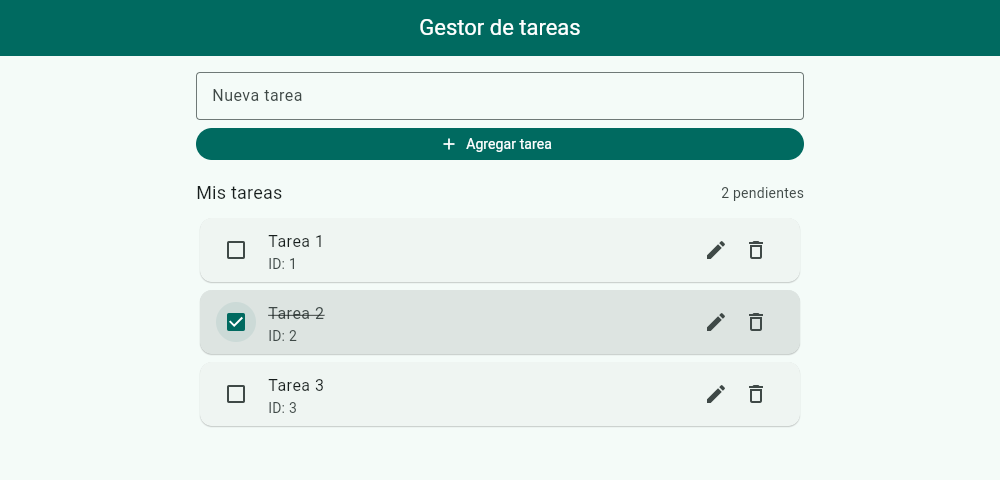 Gestor de tareas
Nueva tarea
Agregar tarea
Mis tareas
2 pendientes
Tarea 1
ID: 1
Tarea 2
ID: 2
Tarea 3
ID: 3